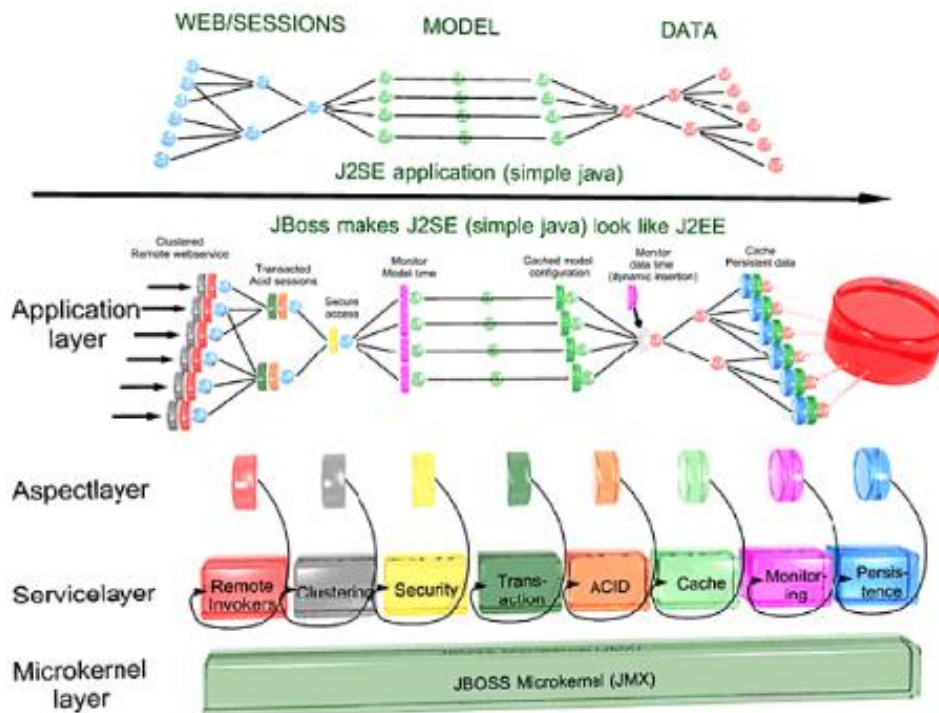 WEB/SESSIONS MODEL DATA
J2SE application (simple java)
JBoss makes J2SE (simple java) look like J2EE
Clustered
Remote webservice
Transacted
Acid sessions
Secure
access
Monitor
Model time
Cached model
configuration
Monitor
data time
(dynamic insertion)
Cache
Persistent data
Application
layer
Aspectlayer
Servicelayer
Remote
Invokers
Clustering
Security
Trans-
action
ACID
Cache
Monitor-
ing
Persis-
tence
Microkernel
layer
JBOSS Microkernel (JMX)